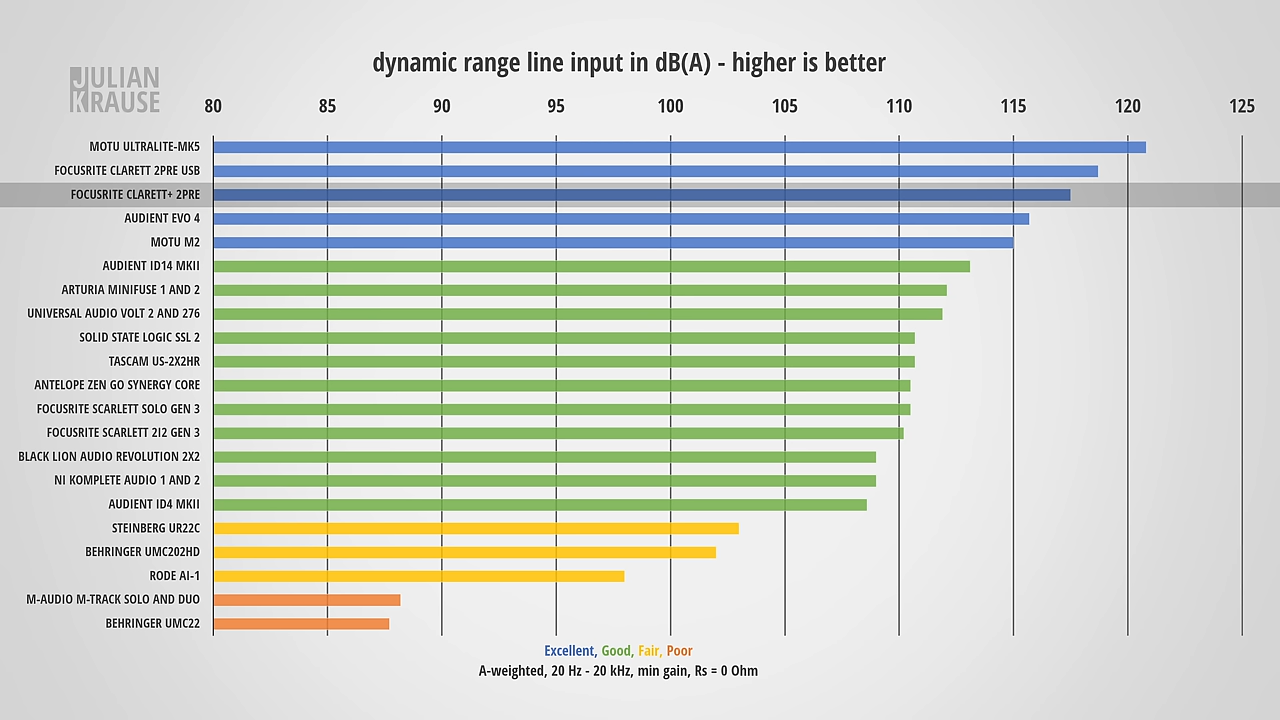 dynamic range line input in dB(A) - higher is better
JULIAN
KRAUSE
80 85 90 95 100 105 110 115 120 125
MOTU ULTRALITE-MK5
FOCUSRITE CLARETT 2PRE USB
FOCUSRITE CLARETT+ 2PRE
AUDIENT EVO 4
MOTU M2
AUDIENT ID14 MKII
ARTURIA MINIFUSE 1 AND 2
UNIVERSAL AUDIO VOLT 2 AND 276
SOLID STATE LOGIC SSL 2
TASCAM US-2X2HR
ANTELOPE ZEN GO SYNERGY CORE
FOCUSRITE SCARLETT SOLO GEN 3
FOCUSRITE SCARLETT 2I2 GEN 3
BLACK LION AUDIO REVOLUTION 2X2
NI KOMPLETE AUDIO 1 AND 2
AUDIENT ID4 MKII
STEINBERG UR22C
BEHRINGER UMC202HD
RODE AI-1
M-AUDIO M-TRACK SOLO AND DUO
BEHRINGER UMC22
Excellent, Good, Fair, Poor
A-weighted, 20 Hz - 20 kHz, min gain, Rs = 0 Ohm